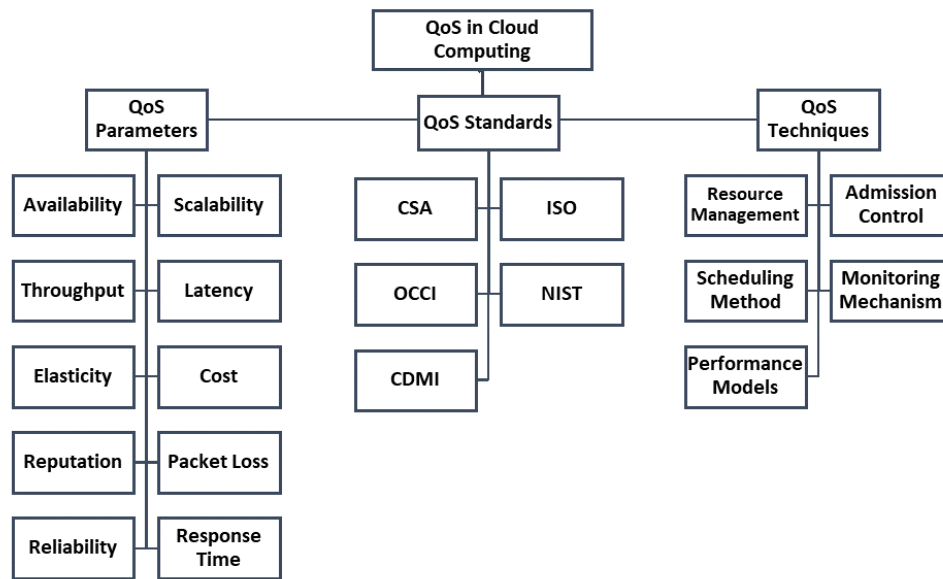 QoS in Cloud
Computing
QoS
Parameters
QoS Standards
QoS
Techniques
Availability
Scalability
CSA
ISO
Resource
Management
Admission
Control
Throughput
Latency
OCCI
NIST
Scheduling
Method
Monitoring
Mechanism
Elasticity
Cost
CDMI
Performance
Models
Reputation
Packet Loss
Reliability
Response
Time